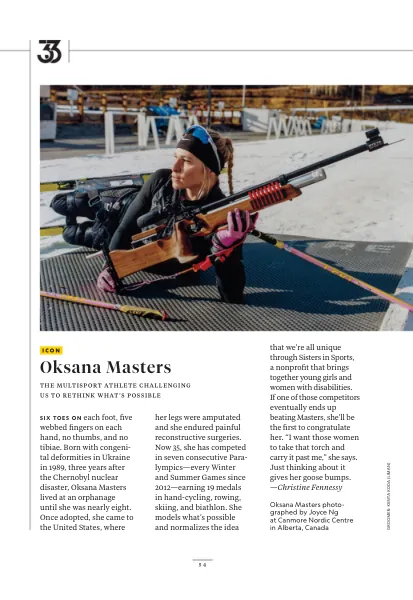 33
ICON
Oksana Masters
THE MULTISPORT ATHLETE CHALLENGING
US TO RETHINK WHAT'S POSSIBLE
SIX TOES ON each foot, five
webbed fingers on each
hand, no thumbs, and no
tibiae. Born with congeni-
tal deformities in Ukraine
in 1989, three years after
the Chernobyl nuclear
disaster, Oksana Masters
lived at an orphanage
until she was nearly eight.
Once adopted, she came to
the United States, where
her legs were amputated
and she endured painful
reconstructive surgeries.
Now 35, she has competed
in seven consecutive Para-
lympics—every Winter
and Summer Games since
2012—earning 19 medals
in hand-cycling, rowing,
skiing, and biathlon. She
models what's possible
and normalizes the idea
that we're all unique
through Sisters in Sports,
a nonprofit that brings
together young girls and
women with disabilities.
If one of those competitors
eventually ends up
beating Masters, she'll be
the first to congratulate
her. "I want those women
to take that torch and
carry it past me," she says.
Just thinking about it
gives her goose bumps.
—Christine Fennessy
Oksana Masters photo-
graphed by Joyce Ng
at Canmore Nordic Centre
in Alberta, Canada
54